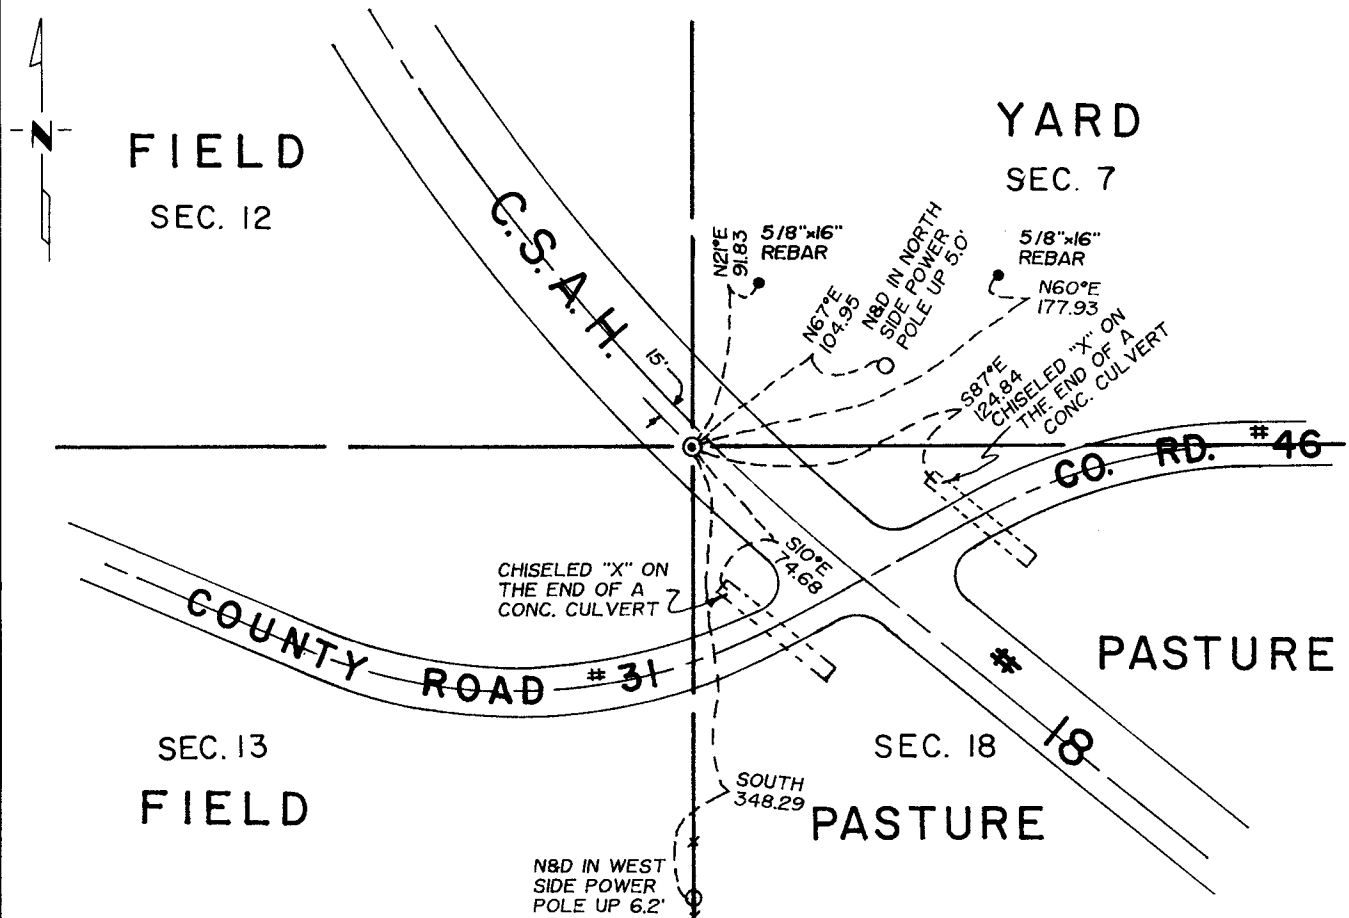 N
FIELD
SEC. 12
YARD
SEC. 7
C.S.A.H.
15'
N21°E
91.83
5/8"x16"
REBAR
N67°E
104.95
N&D IN NORTH
SIDE POWER
POLE UP 5.0'
5/8"x16"
REBAR
N60°E
177.93
S87°E
124.84
CHISELED "X" ON
THE END OF A
CONC. CULVERT
CO. RD. #46
S10°E
74.68
CHISELED "X" ON
THE END OF A
CONC. CULVERT
COUNTY ROAD #31
PASTURE
# 18
SEC. 13
FIELD
SEC. 18
PASTURE
SOUTH
348.29
N&D IN WEST
SIDE POWER
POLE UP 6.2'